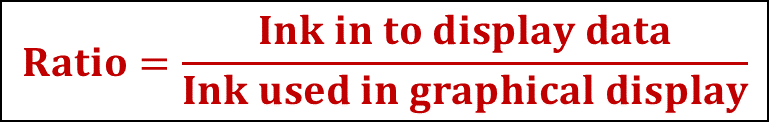 Ink in to display data
Ratio =
Ink used in graphical display